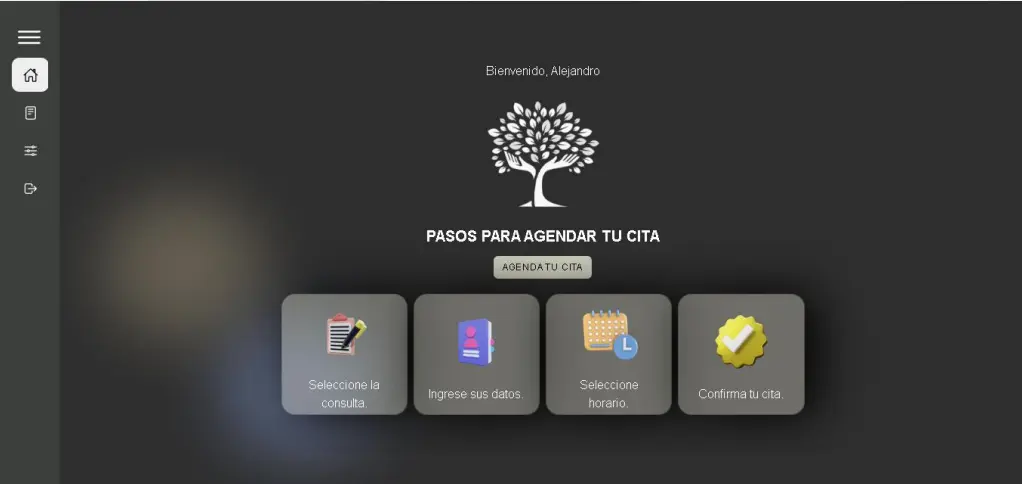 Bienvenido, Alejandro
PASOS PARA AGENDAR TU CITA
AGENDA TU CITA
Seleccione la
consulta.
Ingrese sus datos.
Seleccione
horario.
Confirma tu cita.